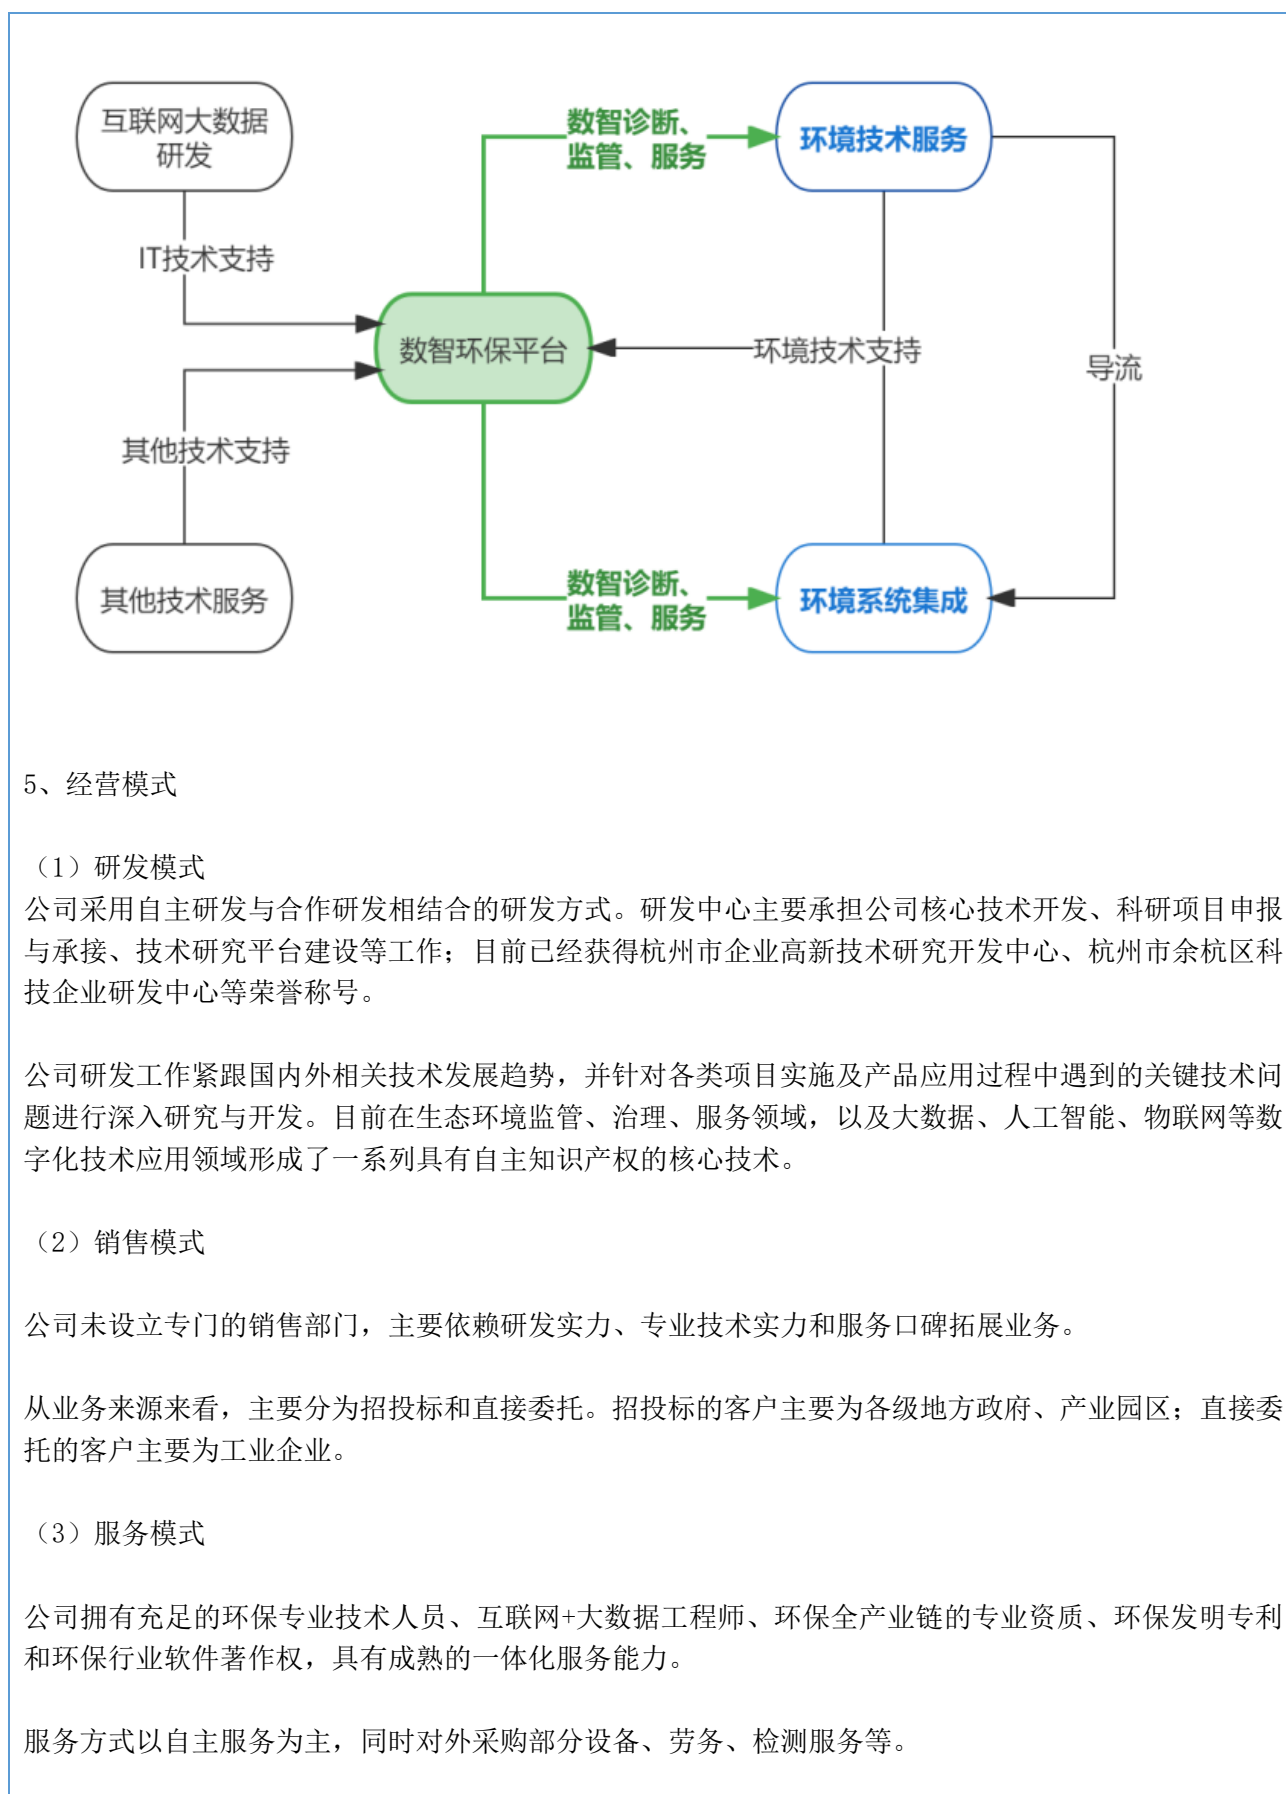 互联网大数据
研发
数智诊断、
监管、服务
环境技术服务
IT技术支持
数智环保平台
环境技术支持
导流
其他技术支持
其他技术服务
数智诊断、
监管、服务
环境系统集成
5、经营模式
（1）研发模式
公司采用自主研发与合作研发相结合的研发方式。研发中心主要承担公司核心技术开发、科研项目申报
与承接、技术研究平台建设等工作；目前已经获得杭州市企业高新技术研究开发中心、杭州市余杭区科
技企业研发中心等荣誉称号。
公司研发工作紧跟国内外相关技术发展趋势，并针对各类项目实施及产品应用过程中遇到的关键技术问
题进行深入研究与开发。目前在生态环境监管、治理、服务领域，以及大数据、人工智能、物联网等数
字化技术应用领域形成了一系列具有自主知识产权的核心技术。
（2）销售模式
公司未设立专门的销售部门，主要依赖研发实力、专业技术实力和服务口碑拓展业务。
从业务来源来看，主要分为招投标和直接委托。招投标的客户主要为各级地方政府、产业园区；直接委
托的客户主要为工业企业。
（3）服务模式
公司拥有充足的环保专业技术人员、互联网+大数据工程师、环保全产业链的专业资质、环保发明专利
和环保行业软件著作权，具有成熟的一体化服务能力。
服务方式以自主服务为主，同时对外采购部分设备、劳务、检测服务等。